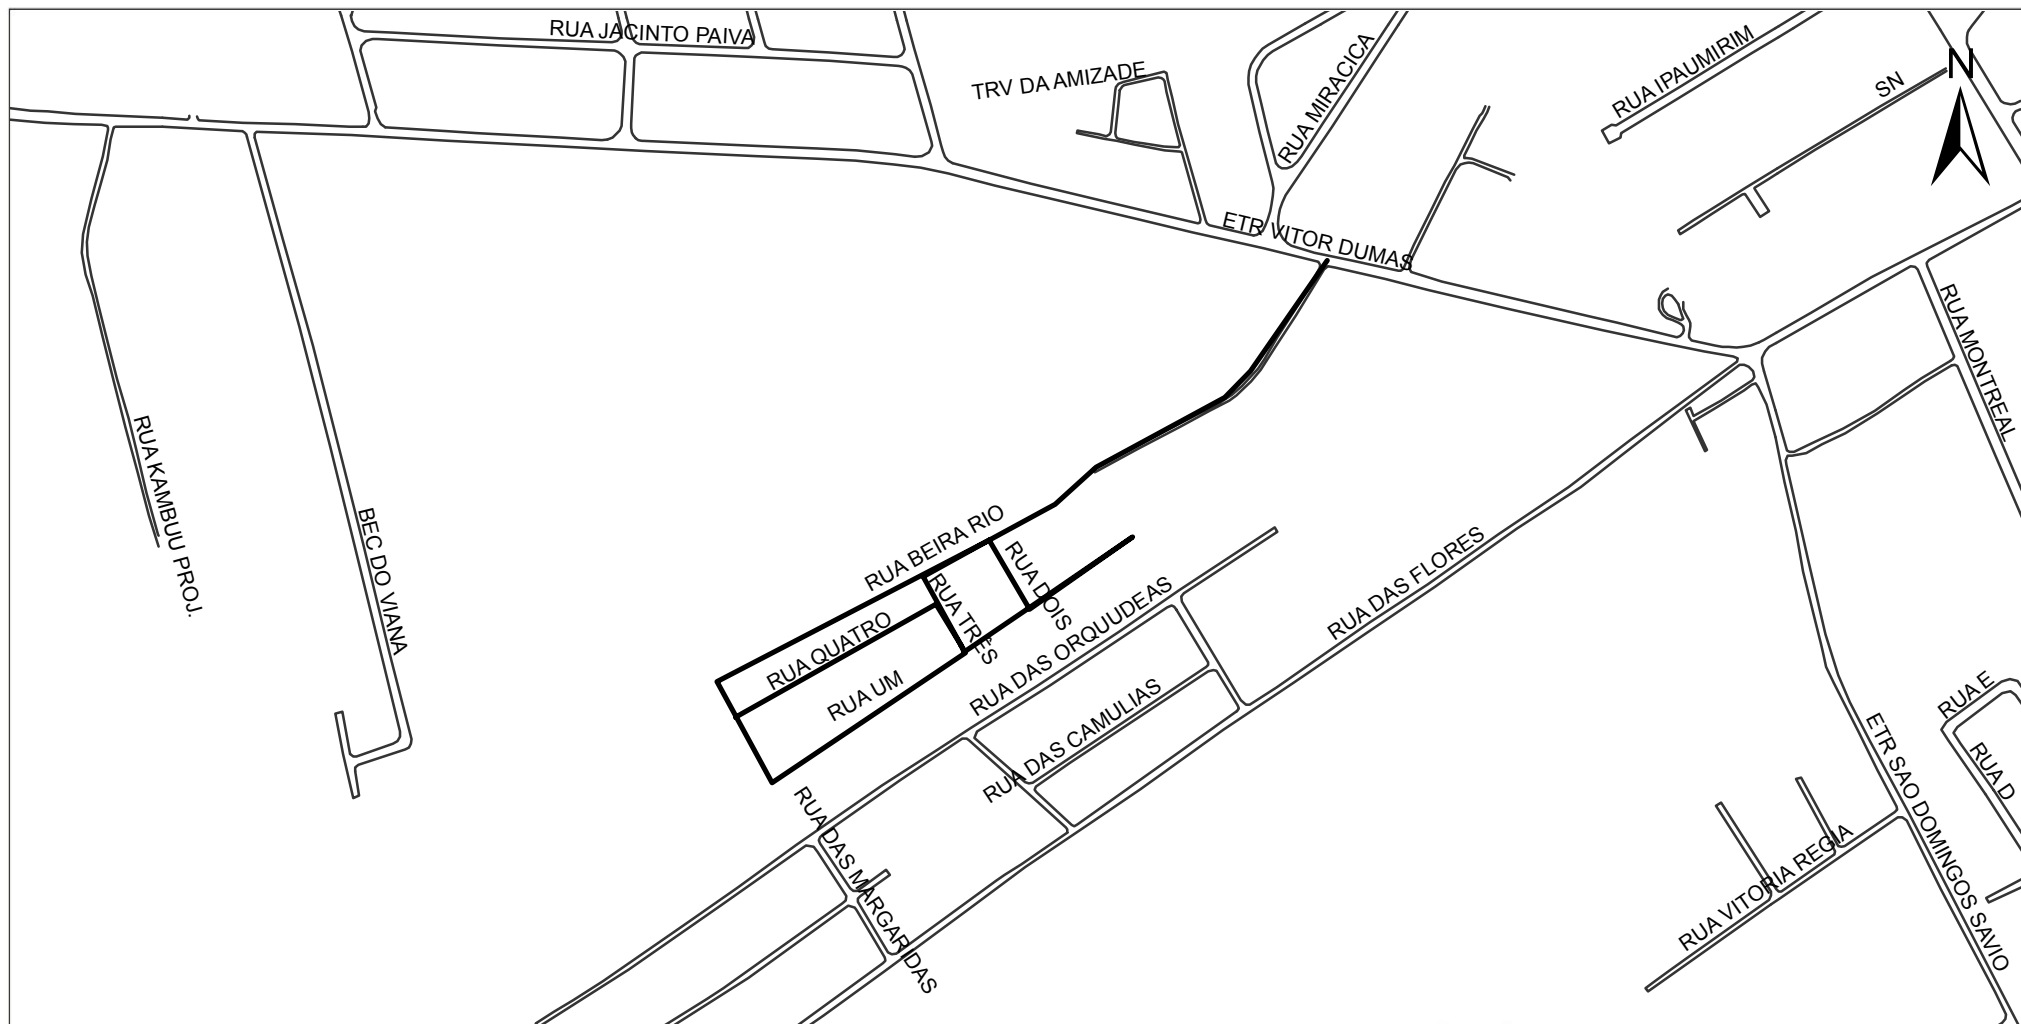 RUA JACINTO PAIVA
TRV DA AMIZADE
RUA MIRACICA
RUA IPAUMIRIM
SN
N
ETR VITOR DUMAS
RUA MONTREAL
RUA KAMBUU PROJ.
BEC DO VIANA
RUA BEIRA RIO
RUA DOIS
RUA TRÊS
RUA QUATRO
RUA UM
RUA DAS ORQUUDEAS
RUA DAS FLORES
RUA DAS CAMULIAS
RUA DAS MARGARIDAS
RUA E
RUA D
ETR SAO DOMINGOS SAVIO
RUA VITORIA REGIA